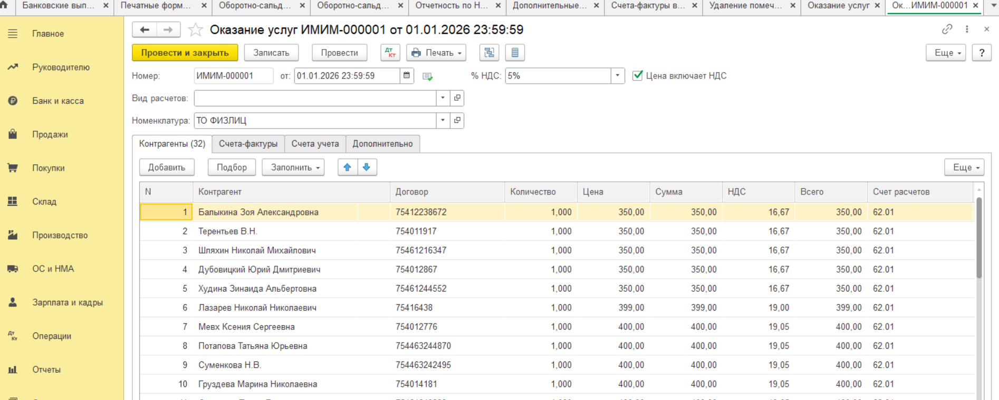 Банковские вып... × Печатные форм... × Оборотно-сальд... × Оборотно-сальд... × Отчетность по Н... × Дополнительные... × Счета-фактуры в... × Удаление помеч... × Оказание услуг × Ок...ИМИМ-000001 ×
Главное
Руководителю
Банк и касса
Продажи
Покупки
Склад
Производство
ОС и НМА
Зарплата и кадры
Операции
Отчеты
Оказание услуг ИМИМ-000001 от 01.01.2026 23:59:59
Провести и закрыть Записать Провести Дт Кт Печать Еще ?
Номер: ИМИМ-000001 от: 01.01.2026 23:59:59 % НДС: 5% Цена включает НДС
Вид расчетов:
Номенклатура: ТО ФИЗЛИЦ
Контрагенты (32) Счета-фактуры Счета учета Дополнительно
Добавить Подбор Заполнить Еще
N Контрагент Договор Количество Цена Сумма НДС Всего Счет расчетов
1 Балыкина Зоя Александровна 75412238672 1,000 350,00 350,00 16,67 350,00 62.01
2 Терентьев В.Н. 754011917 1,000 350,00 350,00 16,67 350,00 62.01
3 Шляхин Николай Михайлович 75461216347 1,000 350,00 350,00 16,67 350,00 62.01
4 Дубовицкий Юрий Дмитриевич 754012867 1,000 350,00 350,00 16,67 350,00 62.01
5 Худина Зинаида Альбертовна 75461244552 1,000 350,00 350,00 16,67 350,00 62.01
6 Лазарев Николай Николаевич 75416438 1,000 399,00 399,00 19,00 399,00 62.01
7 Мевх Ксения Сергеевна 754012776 1,000 400,00 400,00 19,05 400,00 62.01
8 Потапова Татьяна Юрьевна 754463244870 1,000 400,00 400,00 19,05 400,00 62.01
9 Суменкова Н.В. 754463242495 1,000 400,00 400,00 19,05 400,00 62.01
10 Груздева Марина Николаевна 754014181 1,000 400,00 400,00 19,05 400,00 62.01